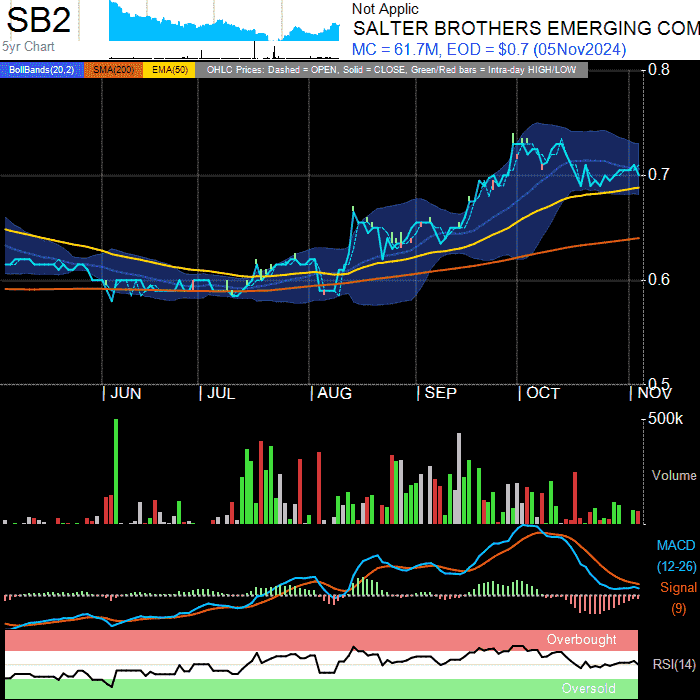 SB2
5yr Chart
Not Applic
SALTER BROTHERS EMERGING COM
MC = 61.7M, EOD = $0.7 (05Nov2024)
BollBands(20,2) SMA(200) EMA(50) OHLC Prices: Dashed = OPEN, Solid = CLOSE, Green/Red bars = Intra-day HIGH/LOW
0.8
0.7
0.6
0.5
JUN JUL AUG SEP OCT NOV
500k
Volume
MACD
(12-26)
Signal
(9)
Overbought
RSI(14)
Oversold